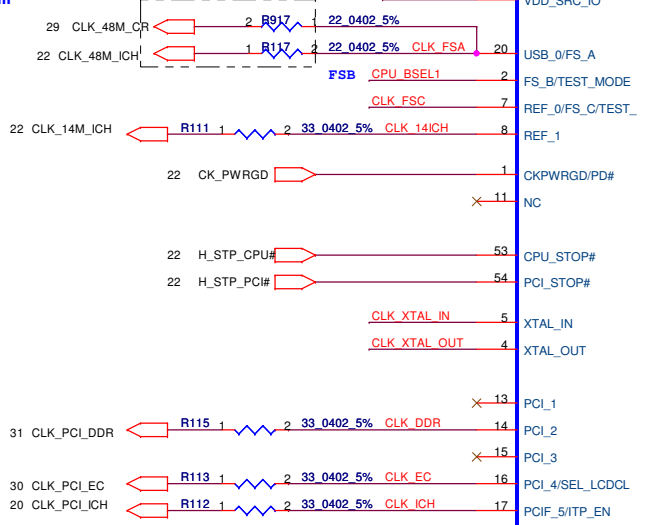 VDD_SRC_IO
29 CLK_48M_CR 2 R917 1 22_0402_5%
22 CLK_48M_ICH 1 R117 2 22_0402_5% CLK_FSA 20 USB_0/FS_A
FSB CPU_BSEL1 2 FS_B/TEST_MODE
CLK_FSC 7 REF_0/FS_C/TEST_
22 CLK_14M_ICH R111 1 2 33_0402_5% CLK_14ICH 8 REF_1
22 CK_PWRGD 1 CKPWRGD/PD#
11 NC
22 H_STP_CPU# 53 CPU_STOP#
22 H_STP_PCI# 54 PCI_STOP#
CLK_XTAL_IN 5 XTAL_IN
CLK_XTAL_OUT 4 XTAL_OUT
13 PCI_1
31 CLK_PCI_DDR R115 1 2 33_0402_5% CLK_DDR 14 PCI_2
15 PCI_3
30 CLK_PCI_EC R113 1 2 33_0402_5% CLK_EC 16 PCI_4/SEL_LCDCL
20 CLK_PCI_ICH R112 1 2 33_0402_5% CLK_ICH 17 PCIF_5/ITP_EN